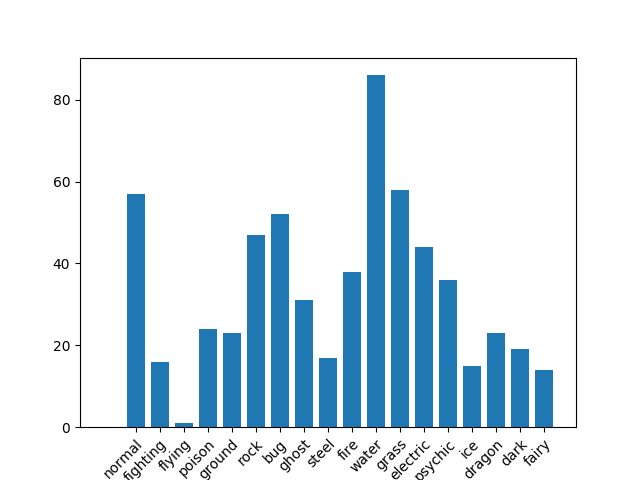 80
60
40
20
0
normal
fighting
flying
poison
ground
rock
bug
ghost
steel
fire
water
grass
electric
psychic
ice
dragon
dark
fairy